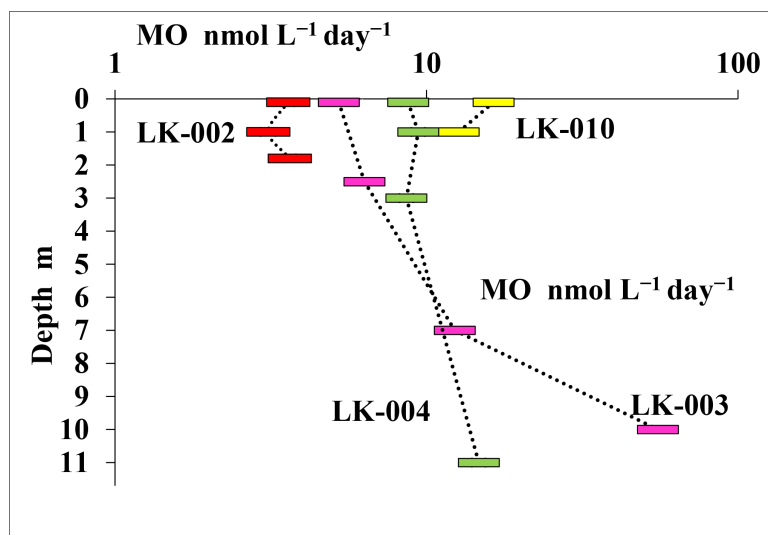 MO nmol L⁻¹ day⁻¹
1 10 100
0
1
LK-002
LK-010
2
3
4
5
6
MO nmol L⁻¹ day⁻¹
7
8
9
LK-004
LK-003
10
11
Depth m